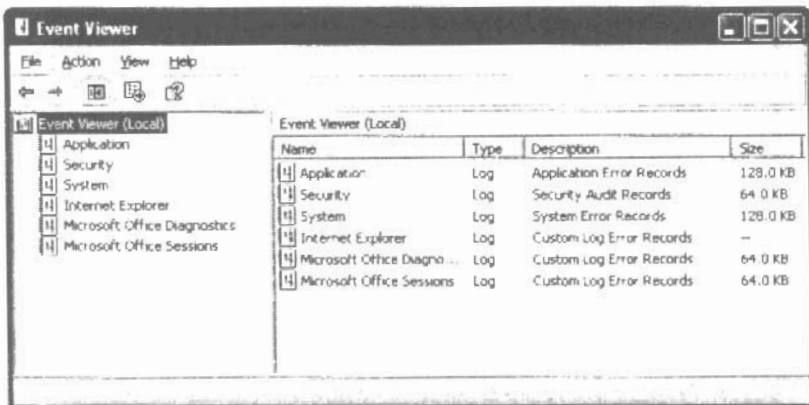 Event Viewer
File Action View Help
Event Viewer (Local)
Application
Security
System
Internet Explorer
Microsoft Office Diagnostics
Microsoft Office Sessions
Event Viewer (Local)
Name Type Description Size
Application Log Application Error Records 128.0 KB
Security Log Security Audit Records 64.0 KB
System Log System Error Records 128.0 KB
Internet Explorer Log Custom Log Error Records --
Microsoft Office Diagno... Log Custom Log Error Records 64.0 KB
Microsoft Office Sessions Log Custom Log Error Records 64.0 KB